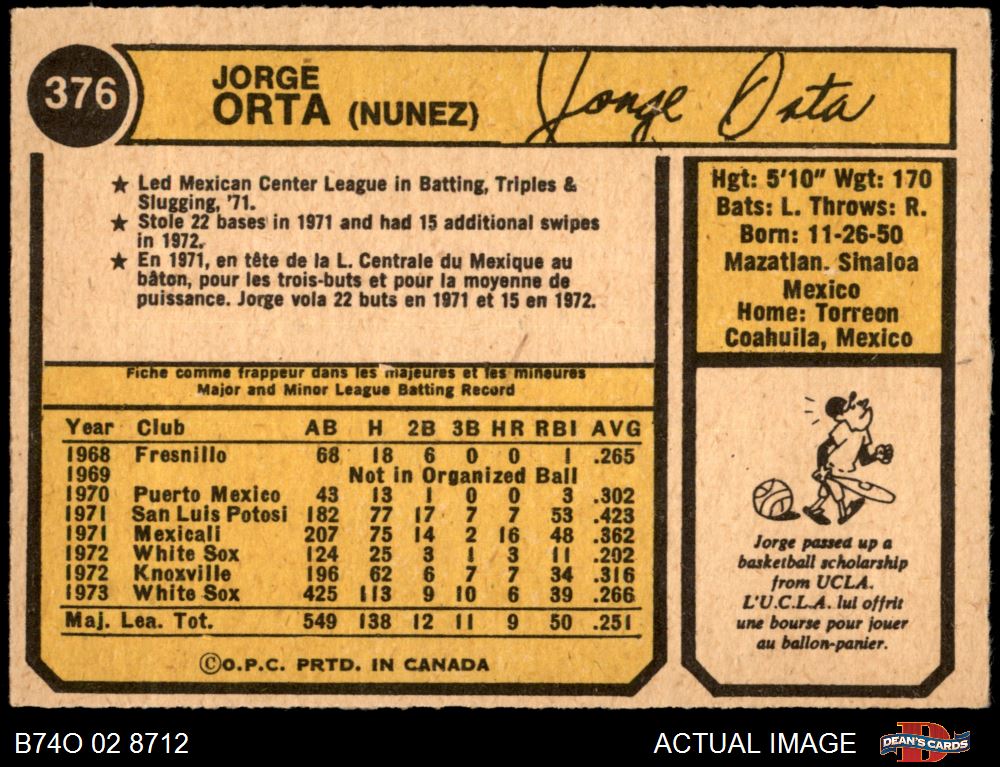 376
JORGE
ORTA (NUNEZ)
Jorge Orta
★ Led Mexican Center League in Batting, Triples &
Slugging, '71.
★ Stole 22 bases in 1971 and had 15 additional swipes
in 1972.
★ En 1971, en tête de la L. Centrale du Mexique au
bâton, pour les trois-buts et pour la moyenne de
puissance. Jorge vola 22 buts en 1971 et 15 en 1972.
Hgt: 5'10" Wgt: 170
Bats: L. Throws: R.
Born: 11-26-50
Mazatlan. Sinaloa
Mexico
Home: Torreon
Coahuila, Mexico
Fiche comme frappeur dans les majeures et les mineures
Major and Minor League Batting Record
Year Club AB H 2B 3B HR RBI AVG
1968 Fresnillo 68 18 6 0 0 1 .265
1969 Not in Organized Ball
1970 Puerto Mexico 43 13 1 0 0 3 .302
1971 San Luis Potosi 182 77 17 7 7 53 .423
1971 Mexicali 207 75 14 2 16 48 .362
1972 White Sox 124 25 3 1 3 11 .202
1972 Knoxville 196 62 6 7 7 34 .316
1973 White Sox 425 113 9 10 6 39 .266
Maj. Lea. Tot. 549 138 12 11 9 50 .251
©O.P.C. PRTD. IN CANADA
Jorge passed up a
basketball scholarship
from UCLA.
L'U.C.L.A. lui offrit
une bourse pour jouer
au ballon-panier.
B74O 02 8712
ACTUAL IMAGE
DEAN'S CARDS